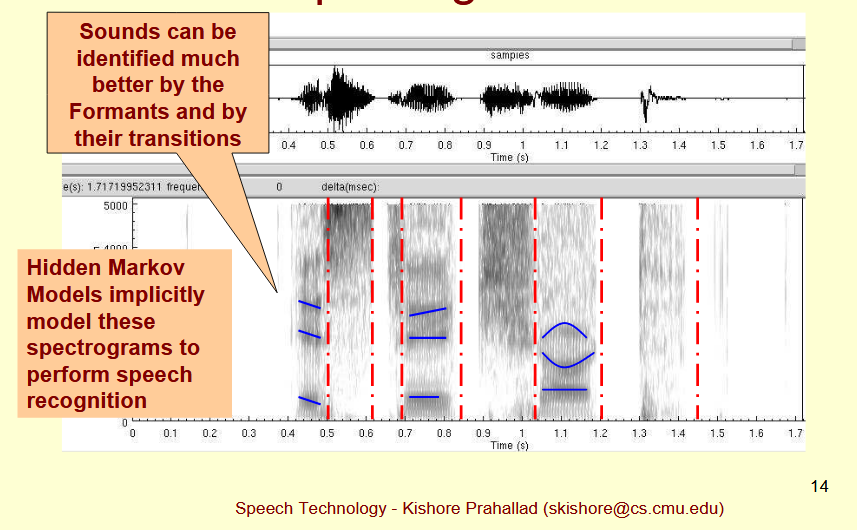 Sounds can be
identified much
better by the
Formants and by
their transitions
samples
0.4 0.5 0.6 0.7 0.8 0.9 1 1.1 1.2 1.3 1.4 1.5 1.6 1.7
Time (s)
e(s): 1.71719952311 freque 0 delta(msec):
5000
4000
Hidden Markov
Models implicitly
model these
spectrograms to
perform speech
recognition
0
0 0.1 0.2 0.3 0.4 0.5 0.6 0.7 0.8 0.9 1 1.1 1.2 1.3 1.4 1.5 1.6 1.7
Time (s)
14
Speech Technology - Kishore Prahallad (skishore@cs.cmu.edu)